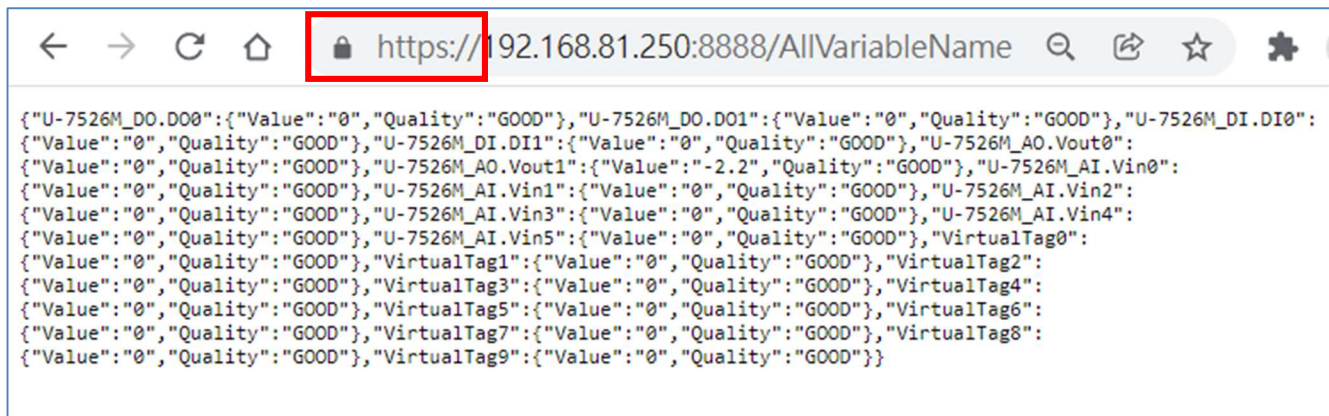 https://192.168.81.250:8888/AllVariableName
{"U-7526M_DO.DO0":{"Value":"0","Quality":"GOOD"},"U-7526M_DO.DO1":{"Value":"0","Quality":"GOOD"},"U-7526M_DI.DI0":
{"Value":"0","Quality":"GOOD"},"U-7526M_DI.DI1":{"Value":"0","Quality":"GOOD"},"U-7526M_AO.Vout0":
{"Value":"0","Quality":"GOOD"},"U-7526M_AO.Vout1":{"Value":"-2.2","Quality":"GOOD"},"U-7526M_AI.Vin0":
{"Value":"0","Quality":"GOOD"},"U-7526M_AI.Vin1":{"Value":"0","Quality":"GOOD"},"U-7526M_AI.Vin2":
{"Value":"0","Quality":"GOOD"},"U-7526M_AI.Vin3":{"Value":"0","Quality":"GOOD"},"U-7526M_AI.Vin4":
{"Value":"0","Quality":"GOOD"},"U-7526M_AI.Vin5":{"Value":"0","Quality":"GOOD"},"VirtualTag0":
{"Value":"0","Quality":"GOOD"},"VirtualTag1":{"Value":"0","Quality":"GOOD"},"VirtualTag2":
{"Value":"0","Quality":"GOOD"},"VirtualTag3":{"Value":"0","Quality":"GOOD"},"VirtualTag4":
{"Value":"0","Quality":"GOOD"},"VirtualTag5":{"Value":"0","Quality":"GOOD"},"VirtualTag6":
{"Value":"0","Quality":"GOOD"},"VirtualTag7":{"Value":"0","Quality":"GOOD"},"VirtualTag8":
{"Value":"0","Quality":"GOOD"},"VirtualTag9":{"Value":"0","Quality":"GOOD"}}